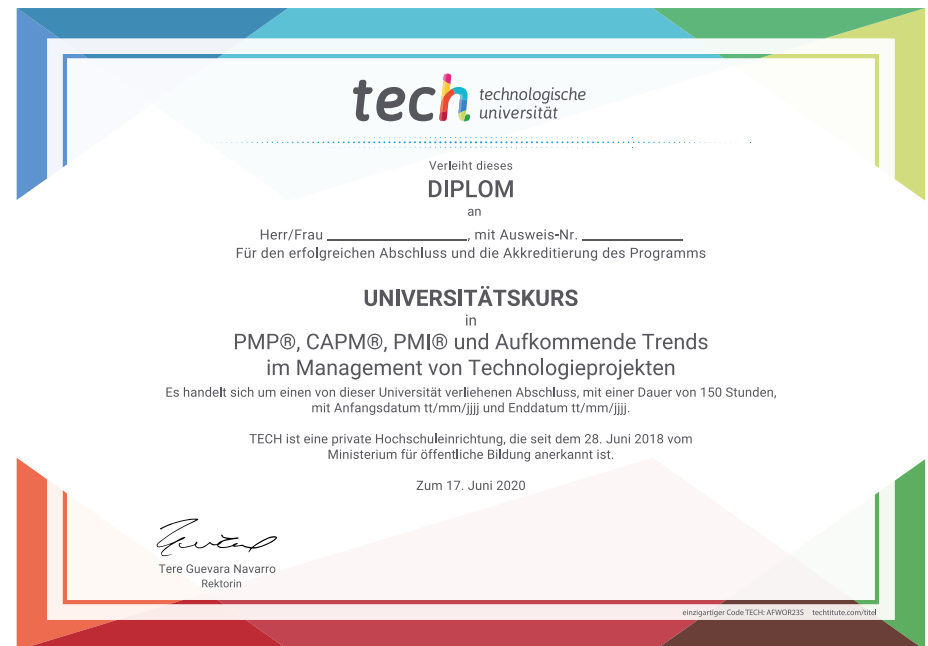 tech technologische
universität
Verleiht dieses
DIPLOM
an
Herr/Frau _________________, mit Ausweis-Nr. ____________
Für den erfolgreichen Abschluss und die Akkreditierung des Programms
UNIVERSITÄTSKURS
in
PMP®, CAPM®, PMI® und Aufkommende Trends
im Management von Technologieprojekten
Es handelt sich um einen von dieser Universität verliehenen Abschluss, mit einer Dauer von 150 Stunden,
mit Anfangsdatum tt/mm/jjjj und Enddatum tt/mm/jjjj.
TECH ist eine private Hochschuleinrichtung, die seit dem 28. Juni 2018 vom
Ministerium für öffentliche Bildung anerkannt ist.
Zum 17. Juni 2020
Tere Guevara Navarro
Rektorin
einzigartiger Code TECH: AFWOR23S techtitute.com/titel